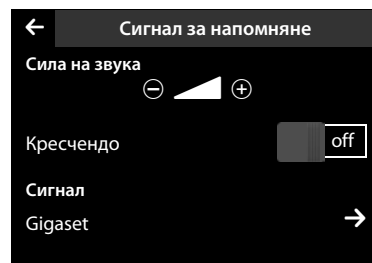 Сигнал за напомняне
Сила на звука
Кресчендо off
Сигнал
Gigaset